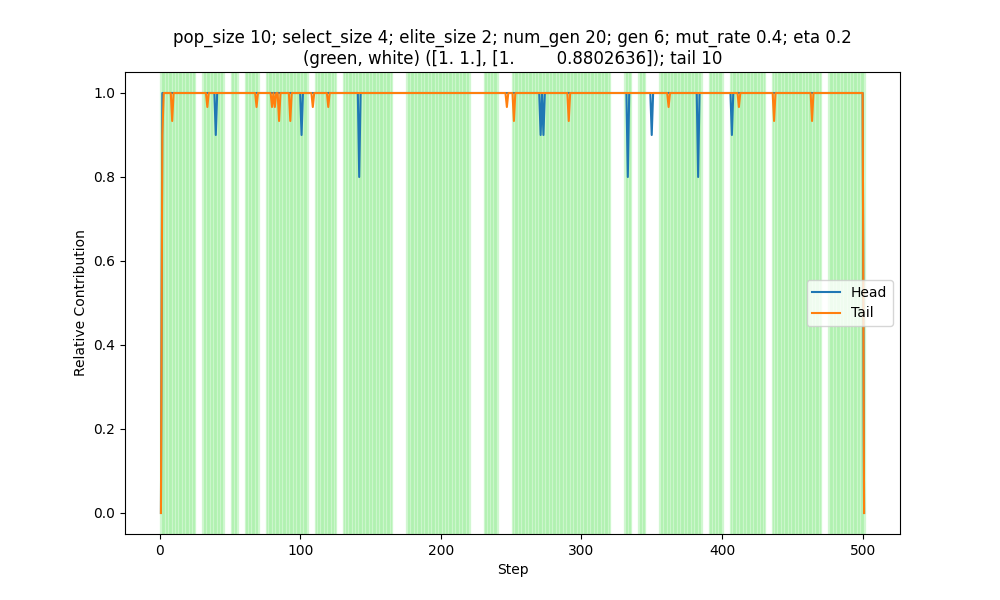 pop_size 10; select_size 4; elite_size 2; num_gen 20; gen 6; mut_rate 0.4; eta 0.2
(green, white) ([1. 1.], [1.        0.8802636]); tail 10
1.0
0.8
0.6
0.4
0.2
0.0
Relative Contribution
Head
Tail
0
100
200
300
400
500
Step